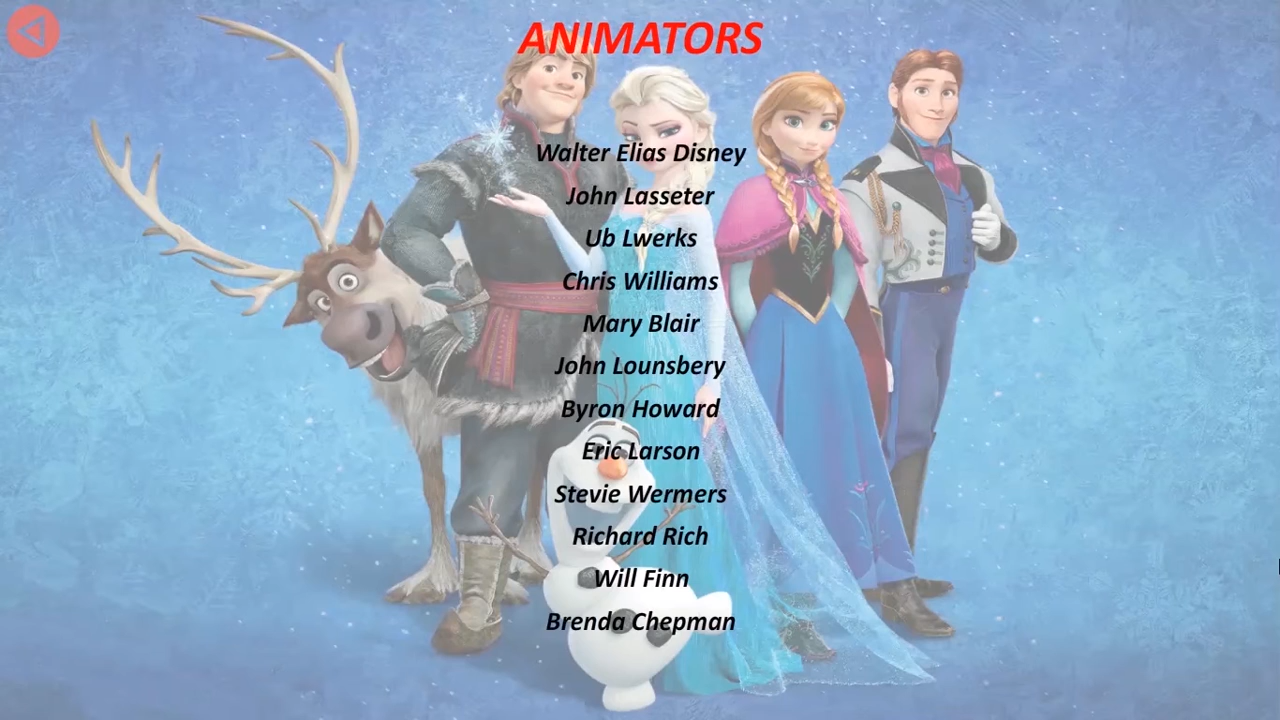 ANIMATORS
Walter Elias Disney
John Lasseter
Ub Lwerks
Chris Williams
Mary Blair
John Lounsbery
Byron Howard
Eric Larson
Stevie Wermers
Richard Rich
Will Finn
Brenda Chepman